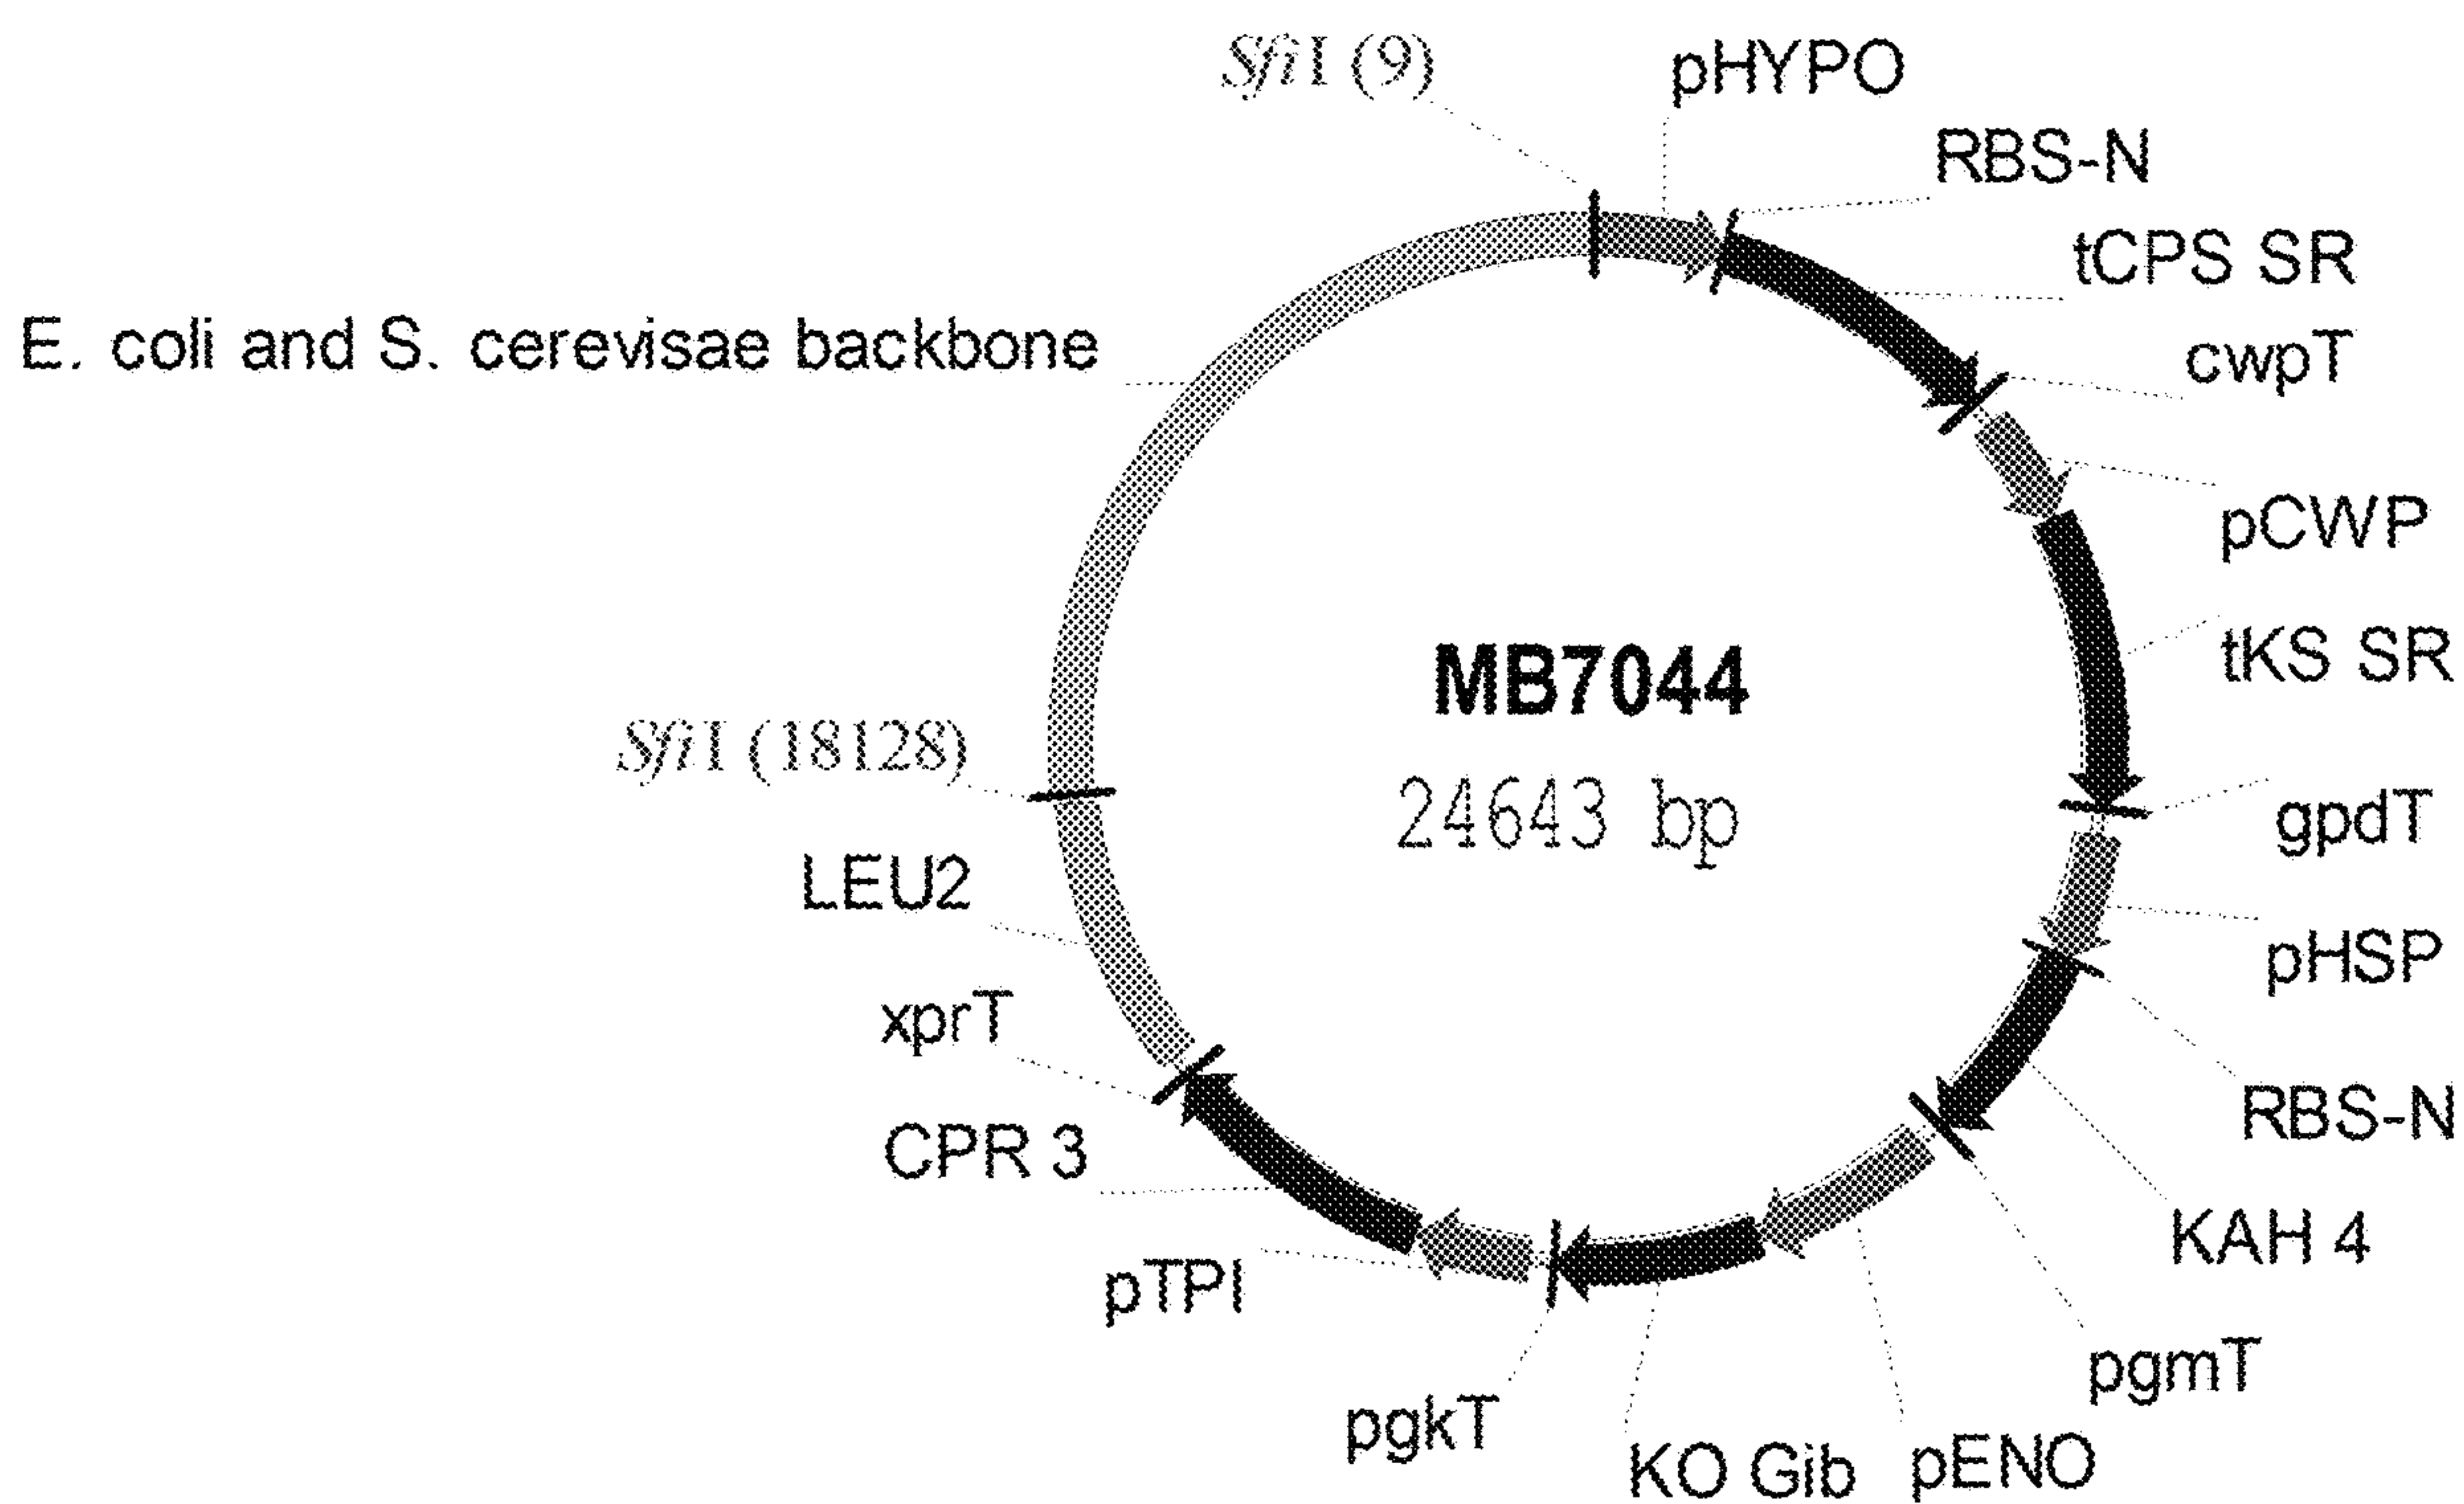 SfiI (9)
pHYPO
RBS-N
tCPS SR
cwpT
E. coli and S. cerevisae backbone
pCWP
tKS SR
MB7044
24643 bp
SfiI (18128)
gpdT
LEU2
pHSP
xprT
RBS-N
CPR 3
KAH 4
pTPI
pgmT
pgkT
KO Gib
pENO